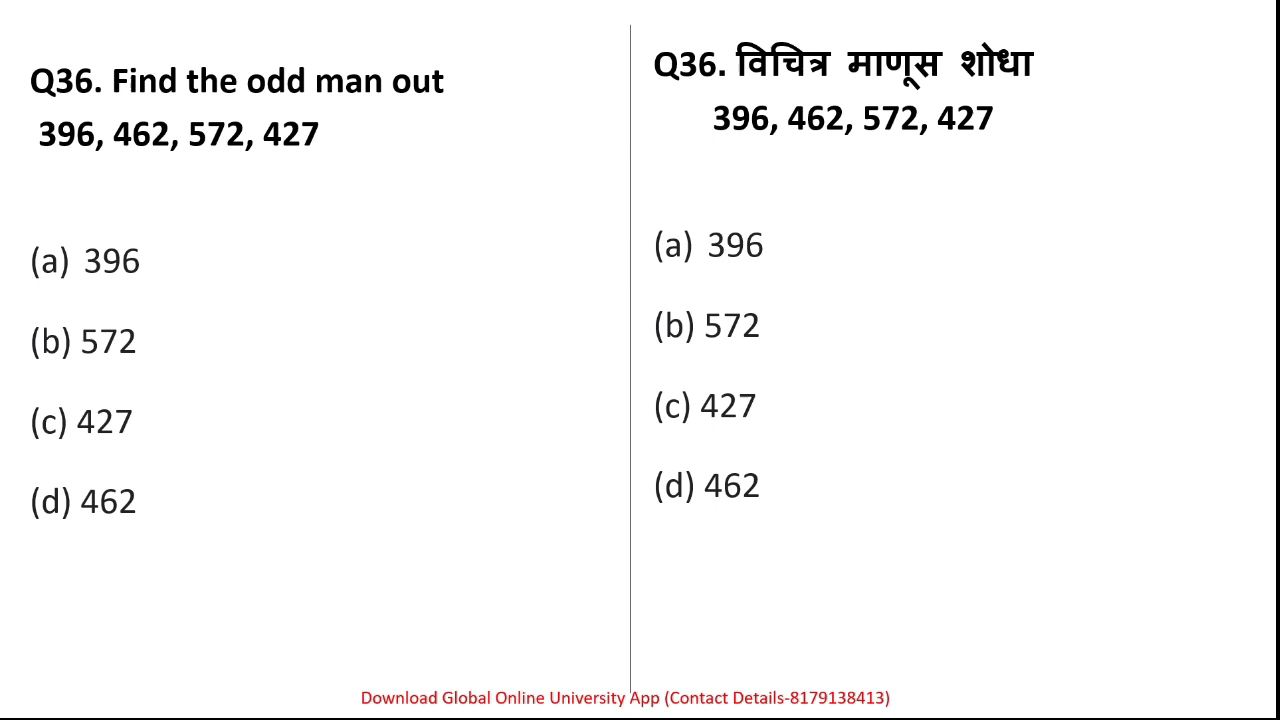 Q36. Find the odd man out
396, 462, 572, 427
(a) 396
(b) 572
(c) 427
(d) 462
Q36. विचित्र माणूस शोधा
396, 462, 572, 427
(a) 396
(b) 572
(c) 427
(d) 462
Download Global Online University App (Contact Details-8179138413)